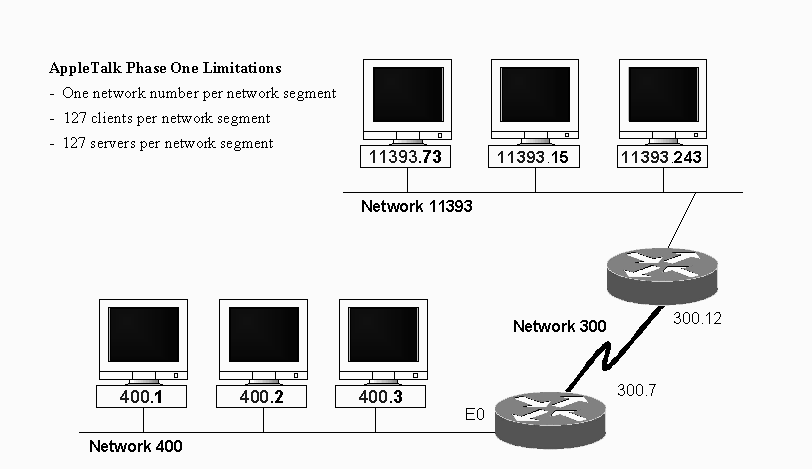 AppleTalk Phase One Limitations
- One network number per network segment
- 127 clients per network segment
- 127 servers per network segment
11393.73
11393.15
11393.243
Network 11393
300.12
Network 300
300.7
400.1
400.2
400.3
E0
Network 400